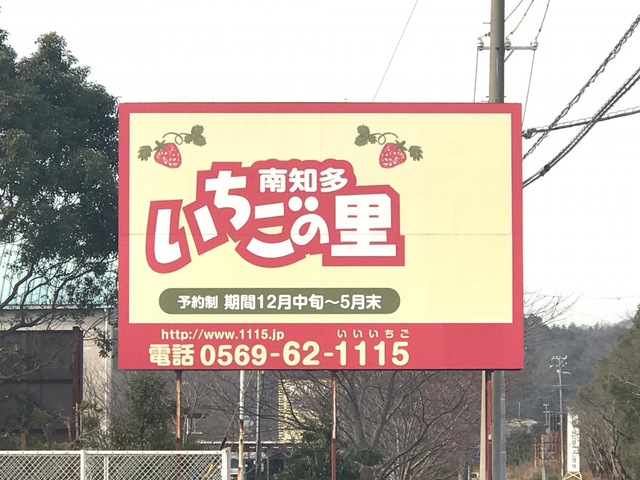 南知多
いちごの里
予約制 期間12月中旬～5月末
http://www.1115.jp
いいいちご
電話 0569-62-1115